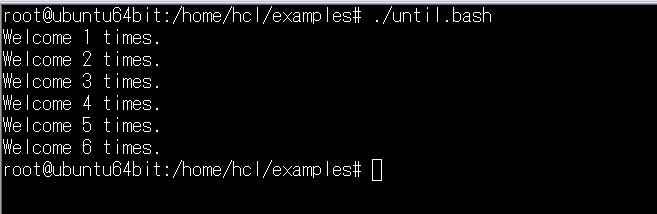 root@ubuntu64bit:/home/hcl/examples# ./until.bash
Welcome 1 times.
Welcome 2 times.
Welcome 3 times.
Welcome 4 times.
Welcome 5 times.
Welcome 6 times.
root@ubuntu64bit:/home/hcl/examples#